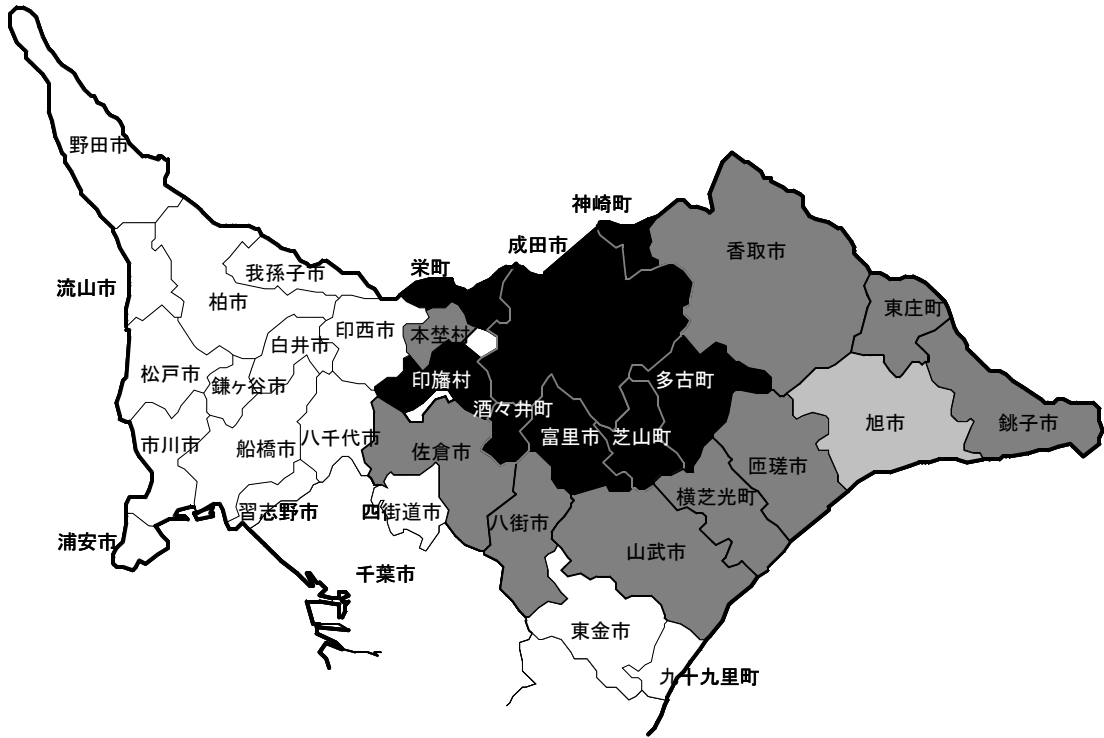 野田市
神崎町
成田市
香取市
栄町
我孫子市
流山市
柏市
東庄町
印西市
本埜村
白井市
松戸市
鎌ヶ谷市
印旛村
多古町
酒々井町
旭市
銚子市
市川市
船橋市
八千代市
佐倉市
富里市
芝山町
匝瑳市
横芝光町
習志野市
四街道市
八街市
浦安市
山武市
千葉市
東金市
九十九里町